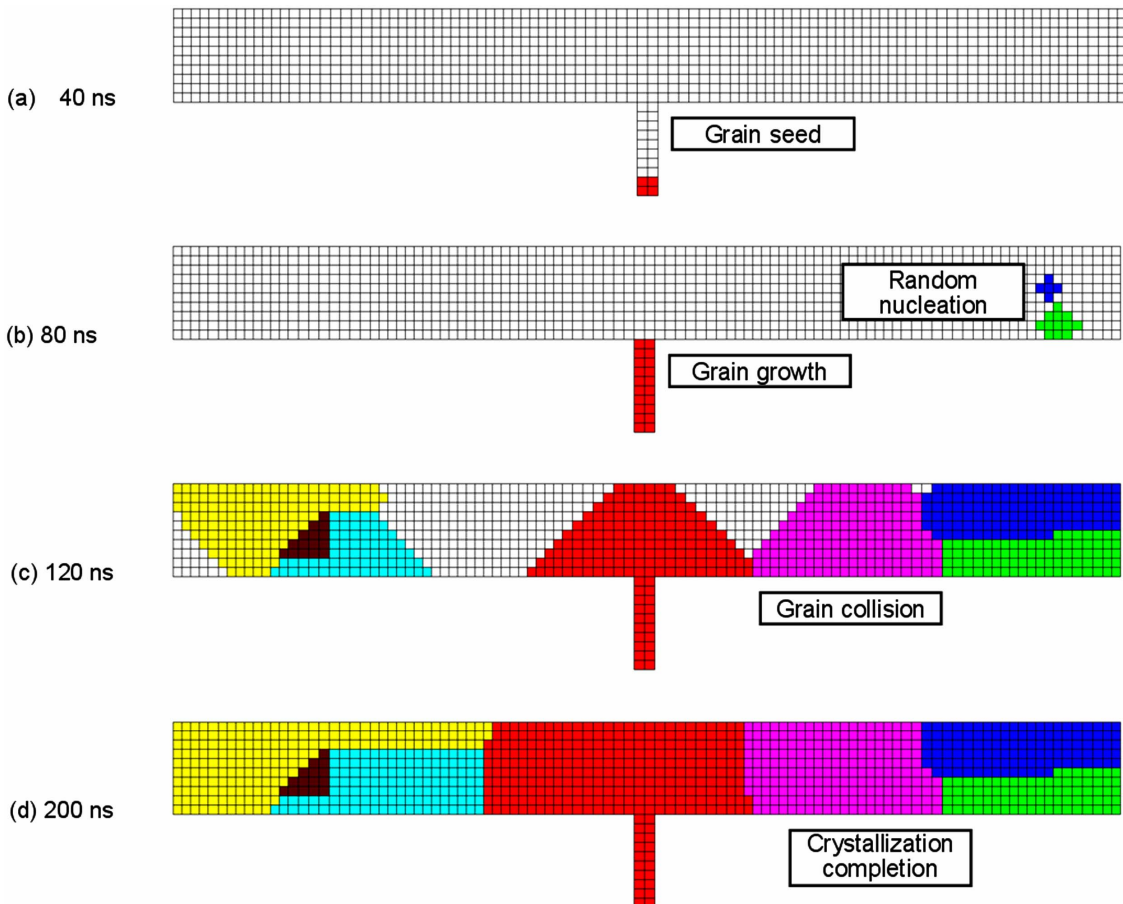 (a) 40 ns
Grain seed
Random
nucleation
(b) 80 ns
Grain growth
(c) 120 ns
Grain collision
(d) 200 ns
Crystallization
completion